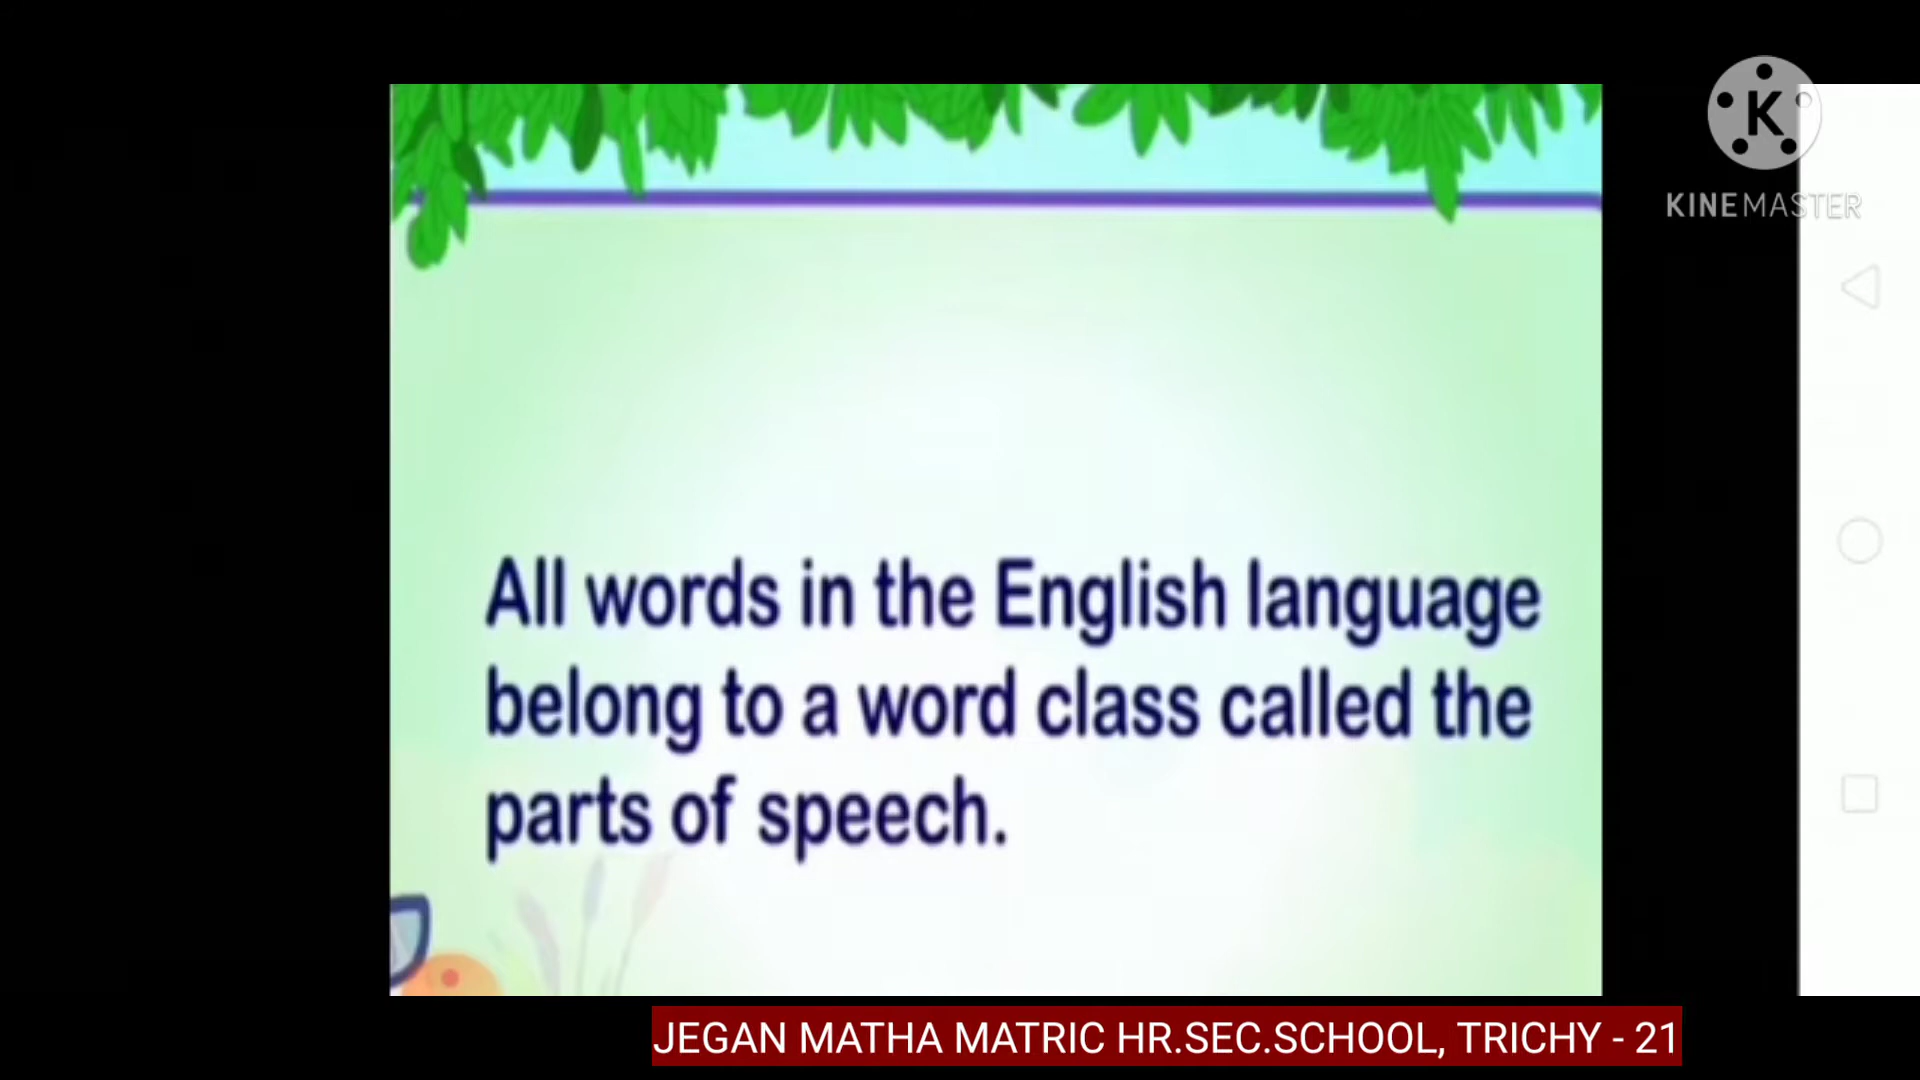 K
KINEMASTER
All words in the English language
belong to a word class called the
parts of speech.
JEGAN MATHA MATRIC HR.SEC.SCHOOL, TRICHY - 21